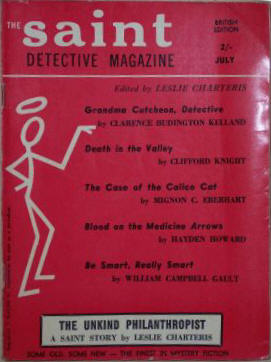 THE
saint
BRITISH
EDITION
DETECTIVE MAGAZINE
2/-
JULY
Edited by LESLIE CHARTERIS
Grandma Cutcheon, Detective
by CLARENCE BUDINGTON KELLAND
Death in the Valley
by CLIFFORD KNIGHT
The Case of the Calico Cat
by MIGNON C. EBERHART
Blood on the Medicine Arrows
by HAYDEN HOWARD
Be Smart, Really Smart
by WILLIAM CAMPBELL GAULT
THE UNKIND PHILANTHROPIST
A SAINT STORY by LESLIE CHARTERIS
SOME OLD, SOME NEW — THE FINEST IN MYSTERY FICTION